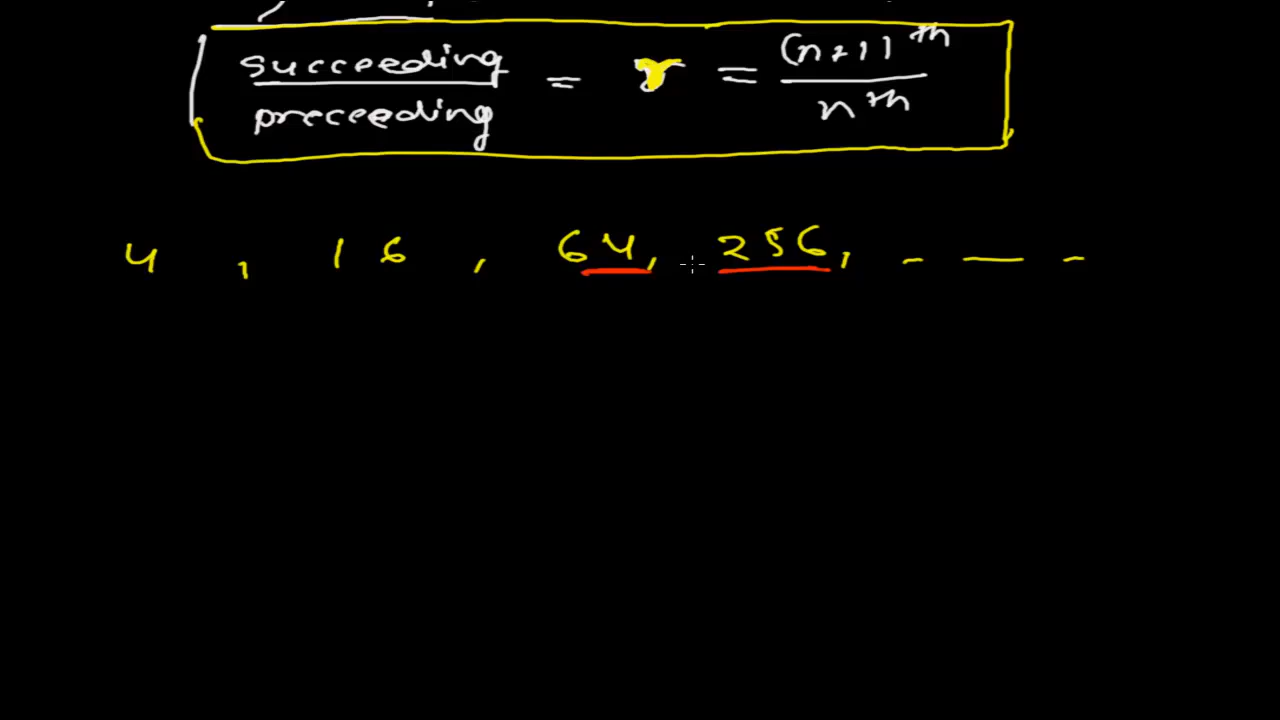 succeeding / preceeding = r = (n+1)th / nth
4 , 16 , 64, 256, - — -